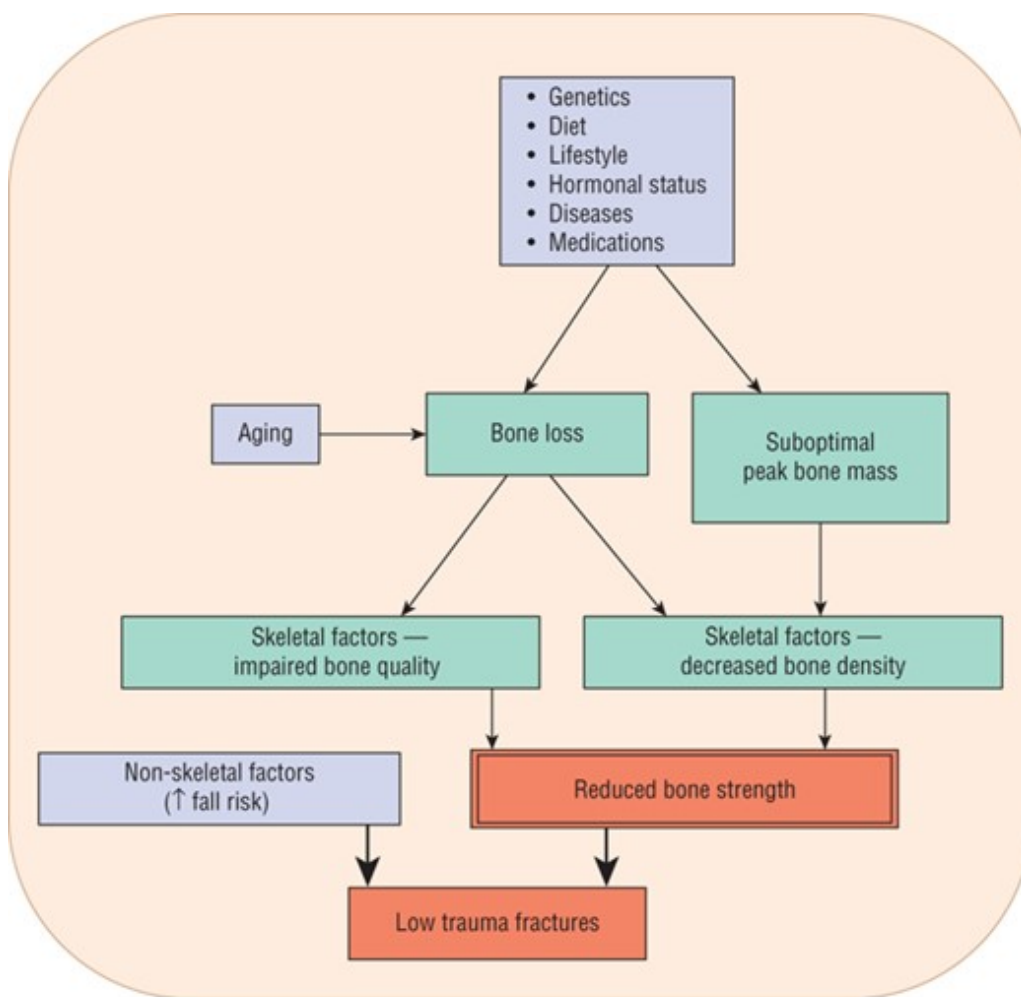 • Genetics
• Diet
• Lifestyle
• Hormonal status
• Diseases
• Medications
Aging
Bone loss
Suboptimal
peak bone mass
Skeletal factors —
impaired bone quality
Skeletal factors —
decreased bone density
Non-skeletal factors
(↑ fall risk)
Reduced bone strength
Low trauma fractures